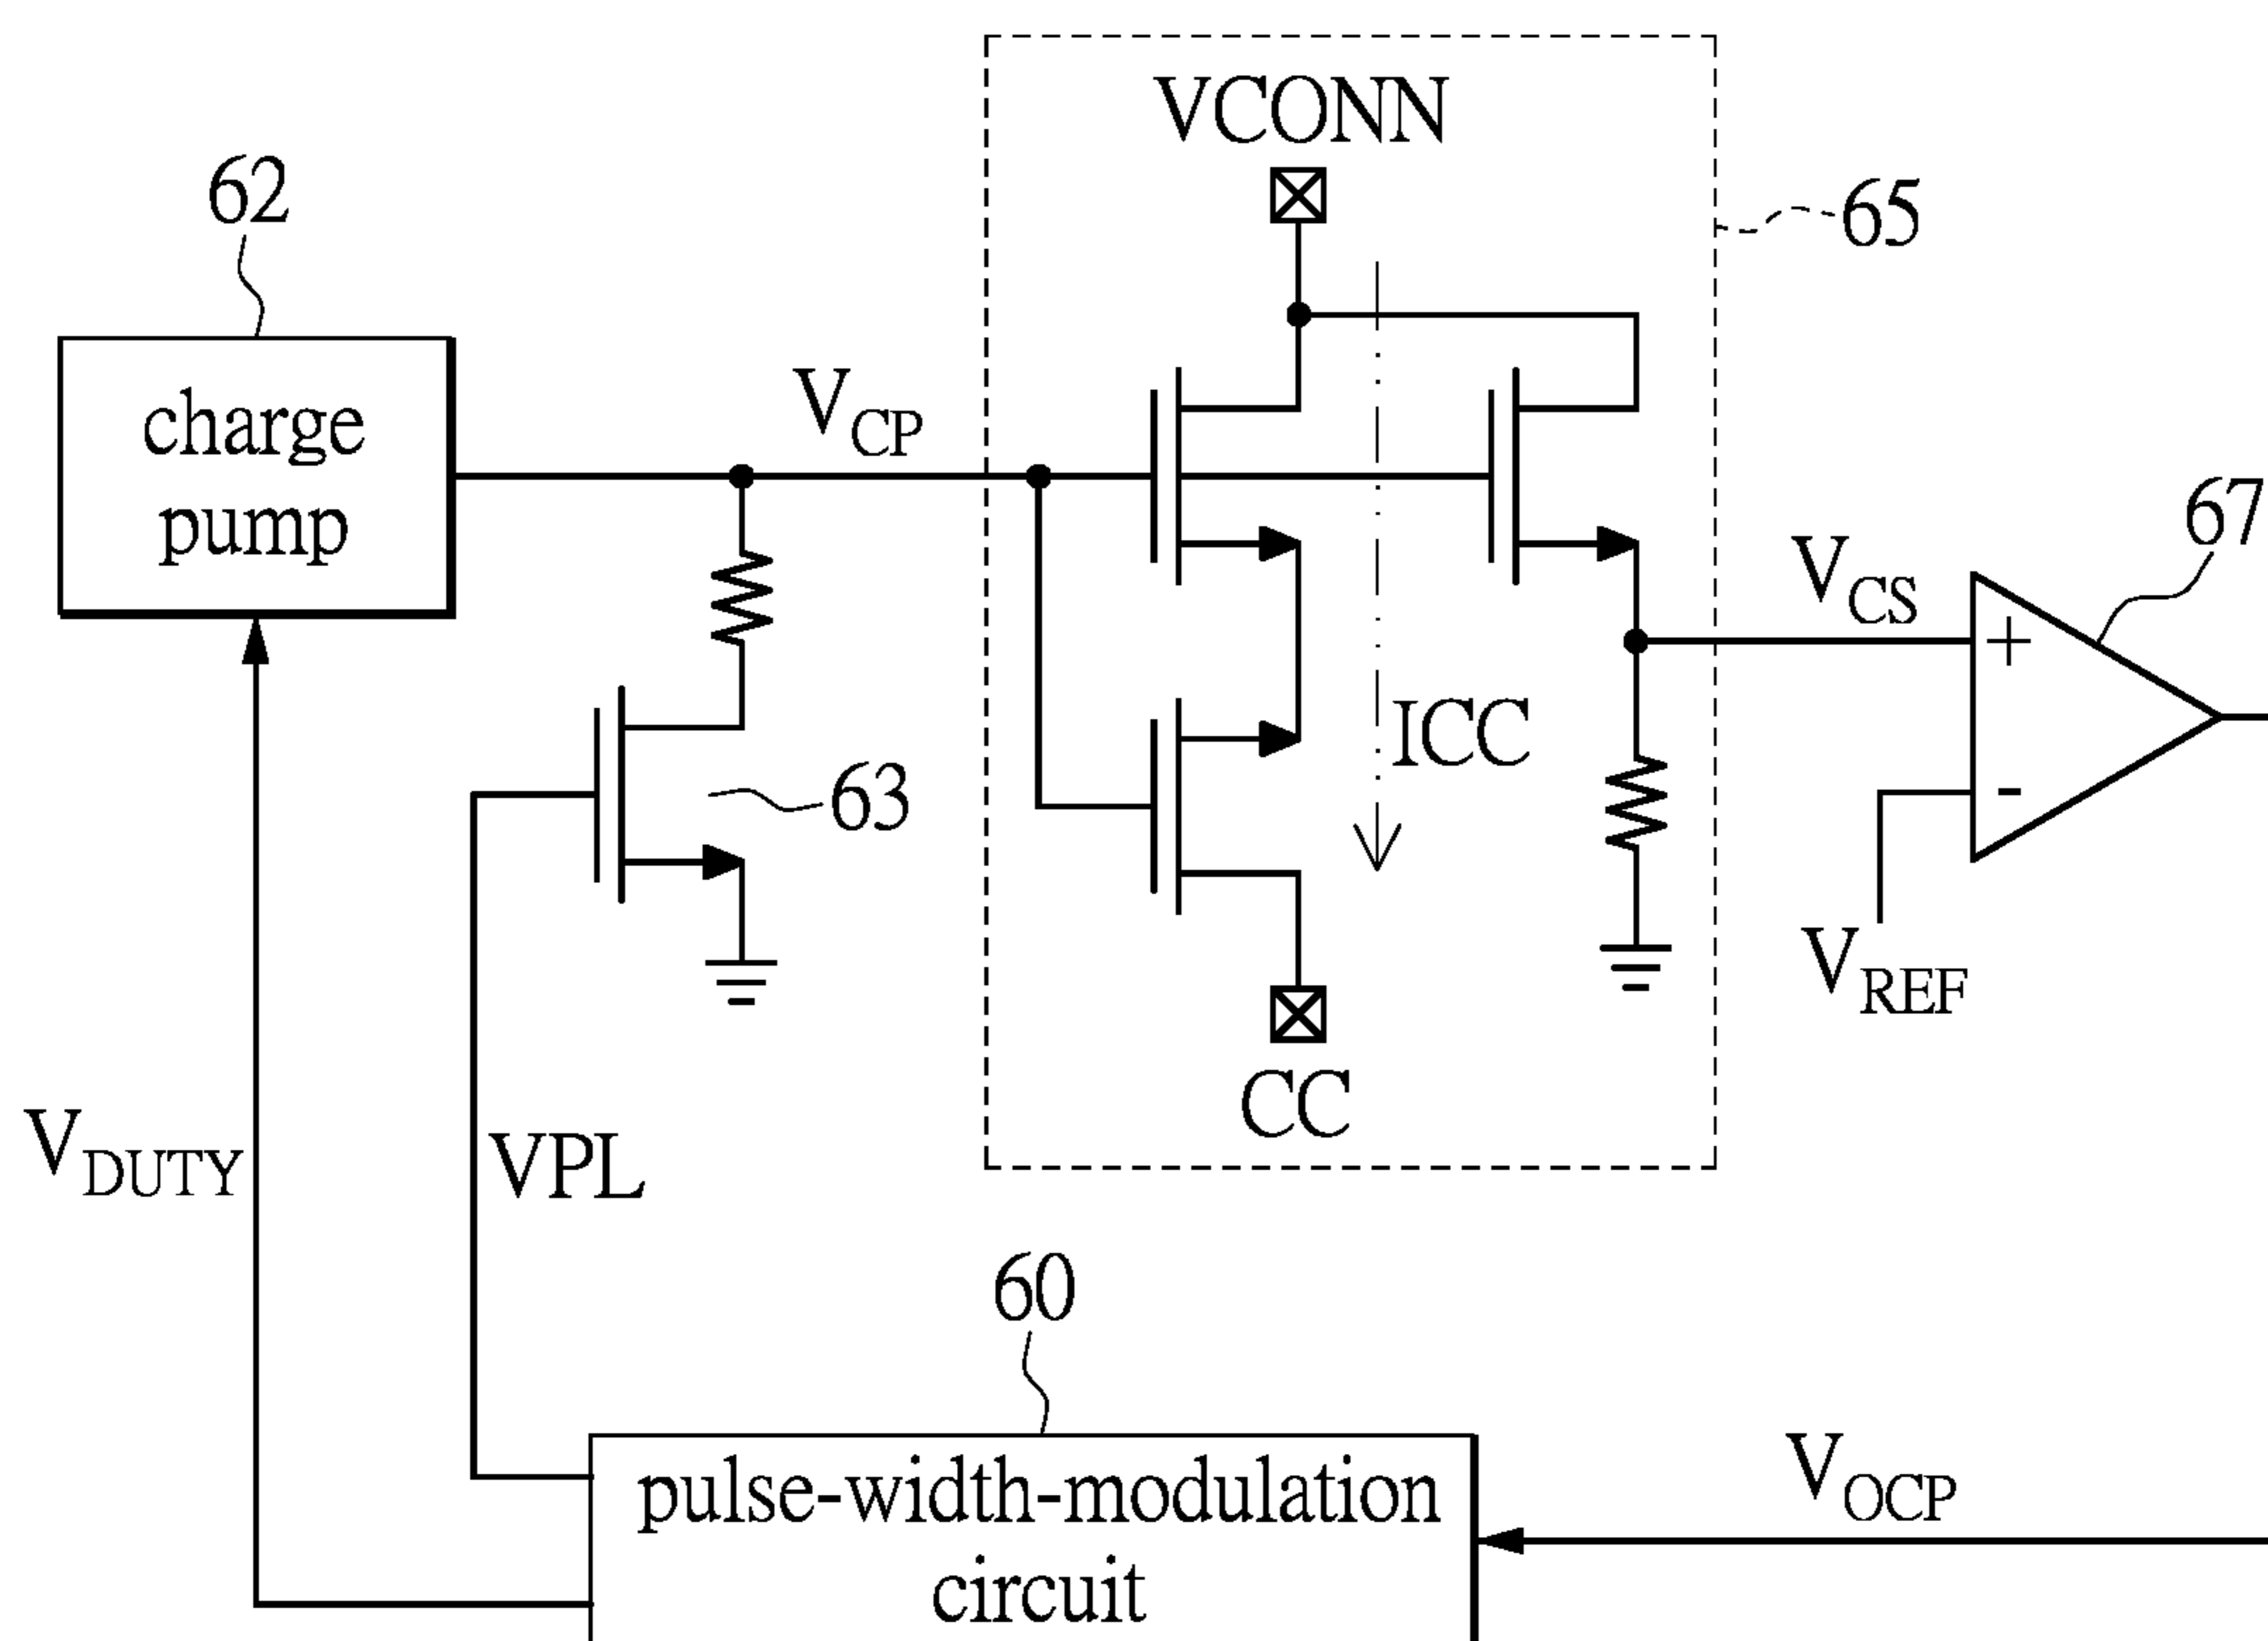 VCONN
62
65
charge
pump
VCP
67
VCS
+
ICC
63
-
VREF
CC
VDUTY
VPL
60
pulse-width-modulation
circuit
VOCP